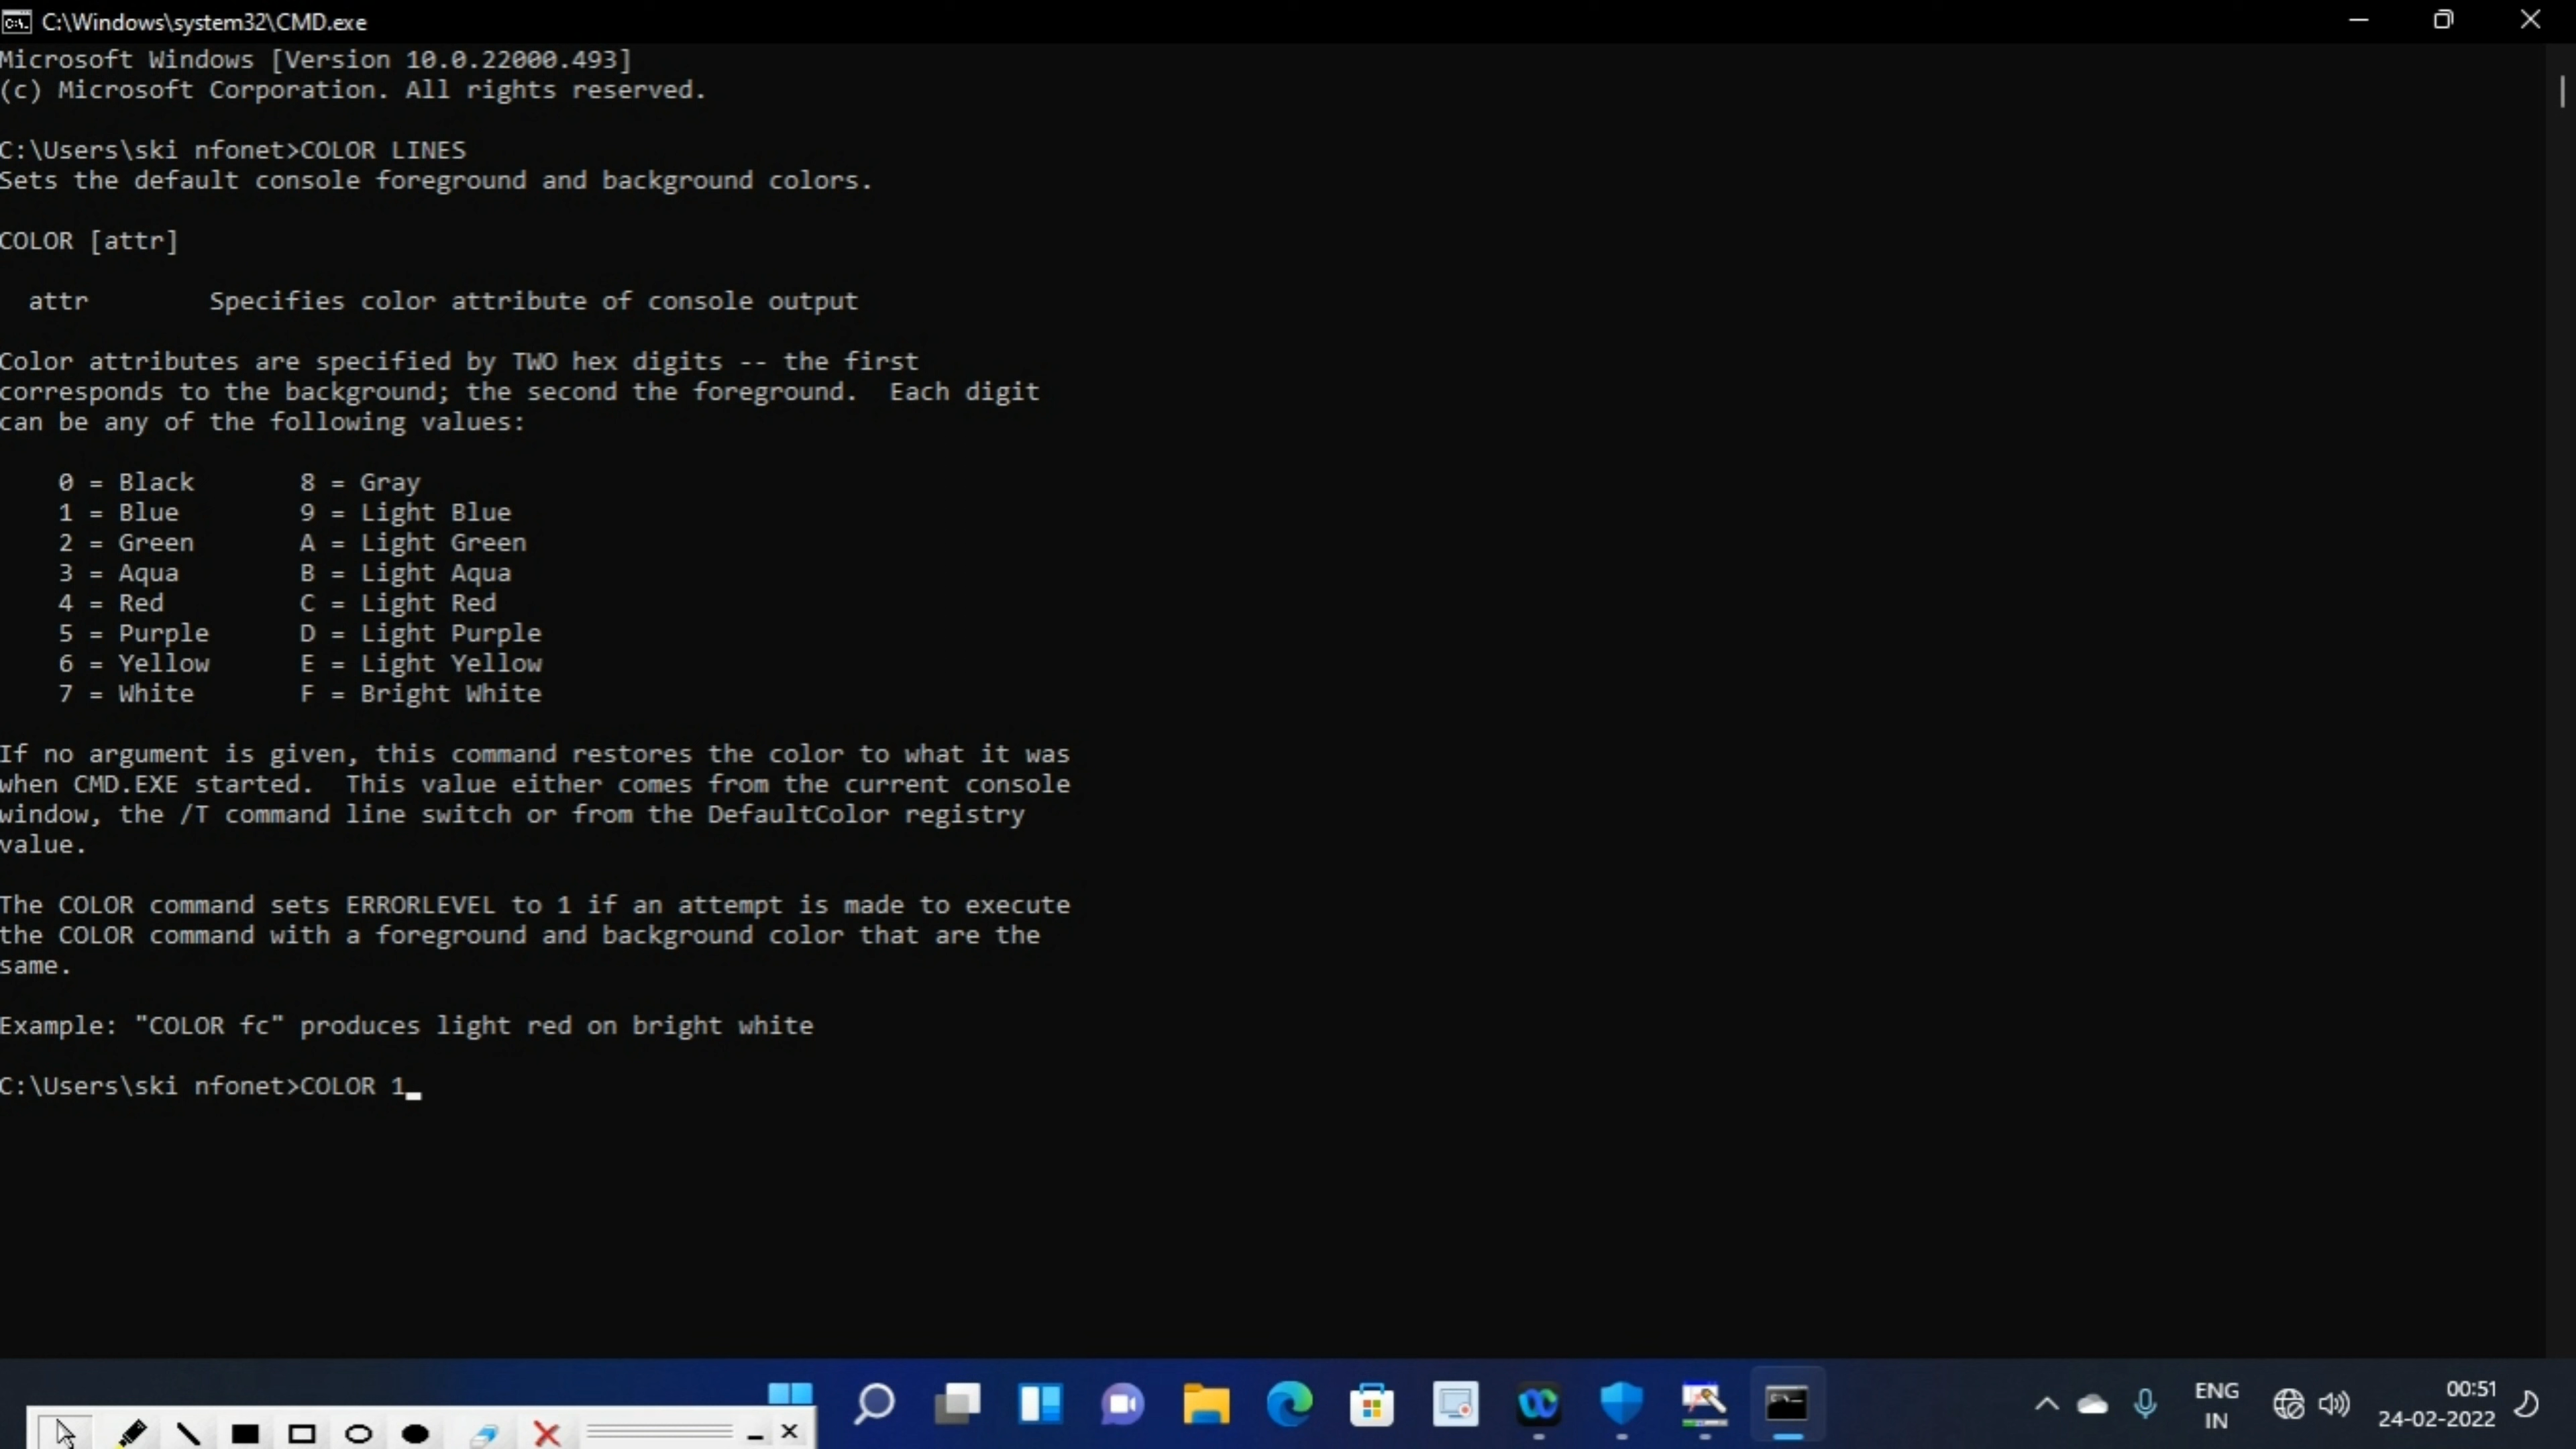 C:\Windows\system32\CMD.exe
Microsoft Windows [Version 10.0.22000.493]
(c) Microsoft Corporation. All rights reserved.
C:\Users\ski nfonet>COLOR LINES
Sets the default console foreground and background colors.
COLOR [attr]
attr        Specifies color attribute of console output
Color attributes are specified by TWO hex digits -- the first
corresponds to the background; the second the foreground.  Each digit
can be any of the following values:
0 = Black       8 = Gray
1 = Blue        9 = Light Blue
2 = Green       A = Light Green
3 = Aqua        B = Light Aqua
4 = Red         C = Light Red
5 = Purple      D = Light Purple
6 = Yellow      E = Light Yellow
7 = White       F = Bright White
If no argument is given, this command restores the color to what it was
when CMD.EXE started.  This value either comes from the current console
window, the /T command line switch or from the DefaultColor registry
value.
The COLOR command sets ERRORLEVEL to 1 if an attempt is made to execute
the COLOR command with a foreground and background color that are the
same.
Example: "COLOR fc" produces light red on bright white
C:\Users\ski nfonet>COLOR 1_
ENG
IN
00:51
24-02-2022